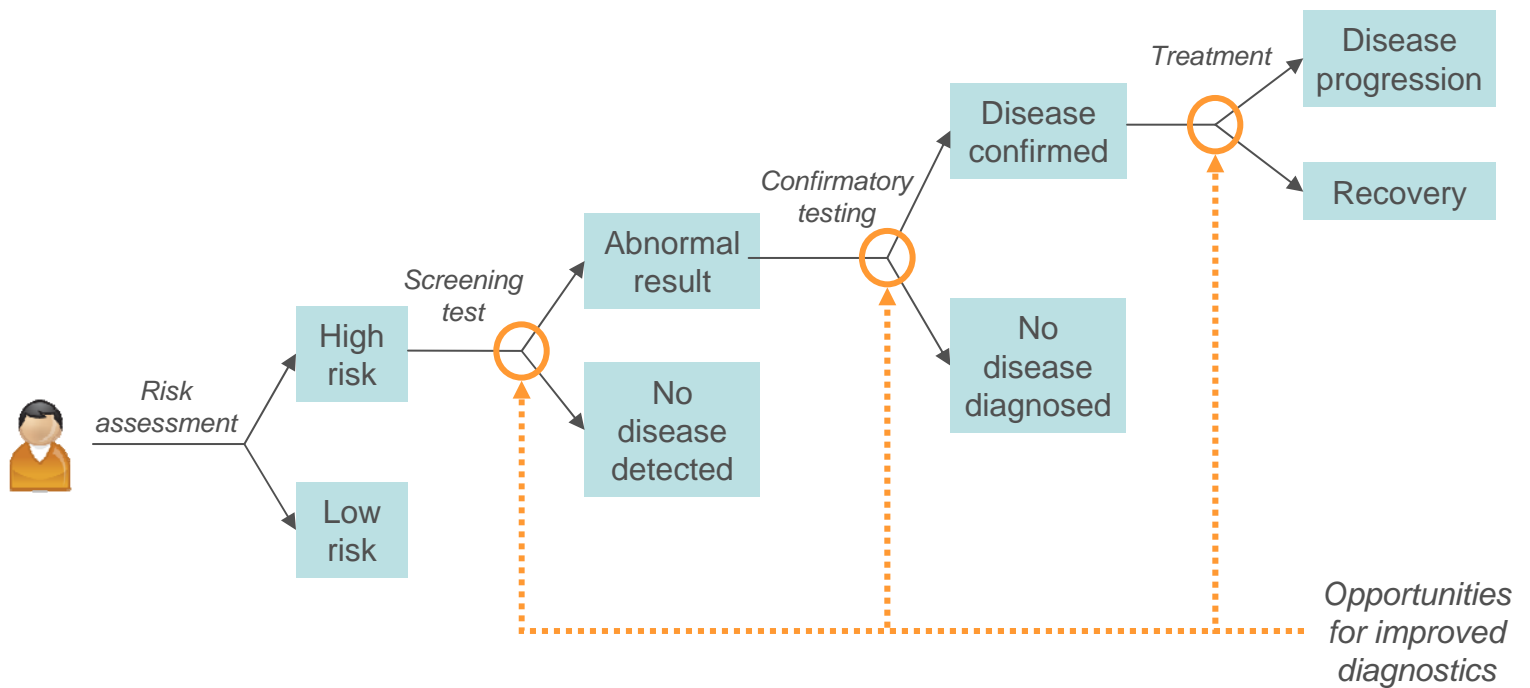 Risk
assessment
High
risk
Low
risk
Screening
test
Abnormal
result
No
disease
detected
Confirmatory
testing
Disease
confirmed
No
disease
diagnosed
Treatment
Disease
progression
Recovery
Opportunities
for improved
diagnostics